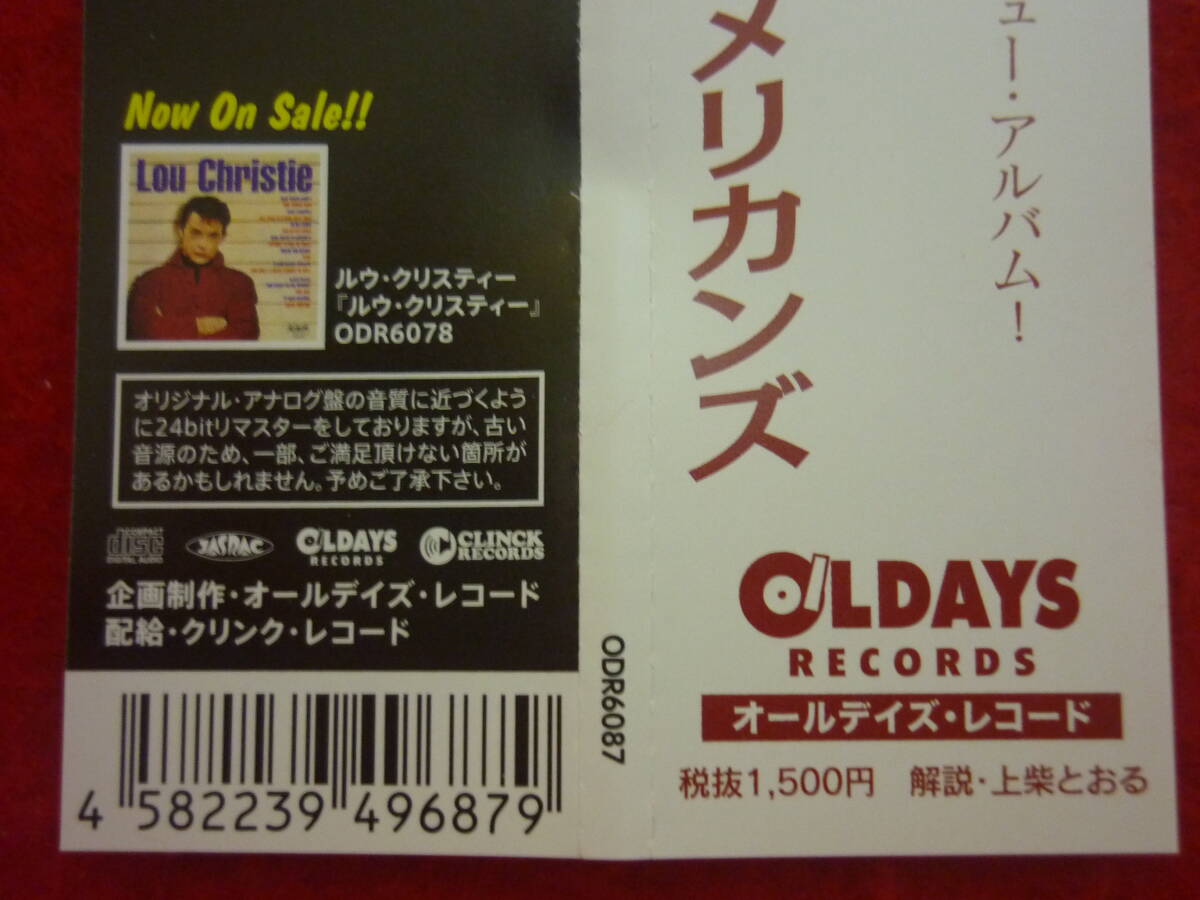 Now On Sale!!
Lou Christie
ルウ・クリスティー
『ルウ・クリスティー』
ODR6078
オリジナル・アナログ盤の音質に近づくよう
に24bitリマスターをしておりますが、古い
音源のため、一部、ご満足頂けない箇所が
あるかもしれません。予めご了承下さい。
COMPACT
disc
DIGITAL AUDIO
JASRAC
OLDAYS
RECORDS
CLINCK
RECORDS
企画制作・オールデイズ・レコード
配給・クリンク・レコード
4 582239 496879
ODR6087
メリカンズ
ュー・アルバム！
OLDAYS
RECORDS
オールデイズ・レコード
税抜1,500円 解説・上柴とおる